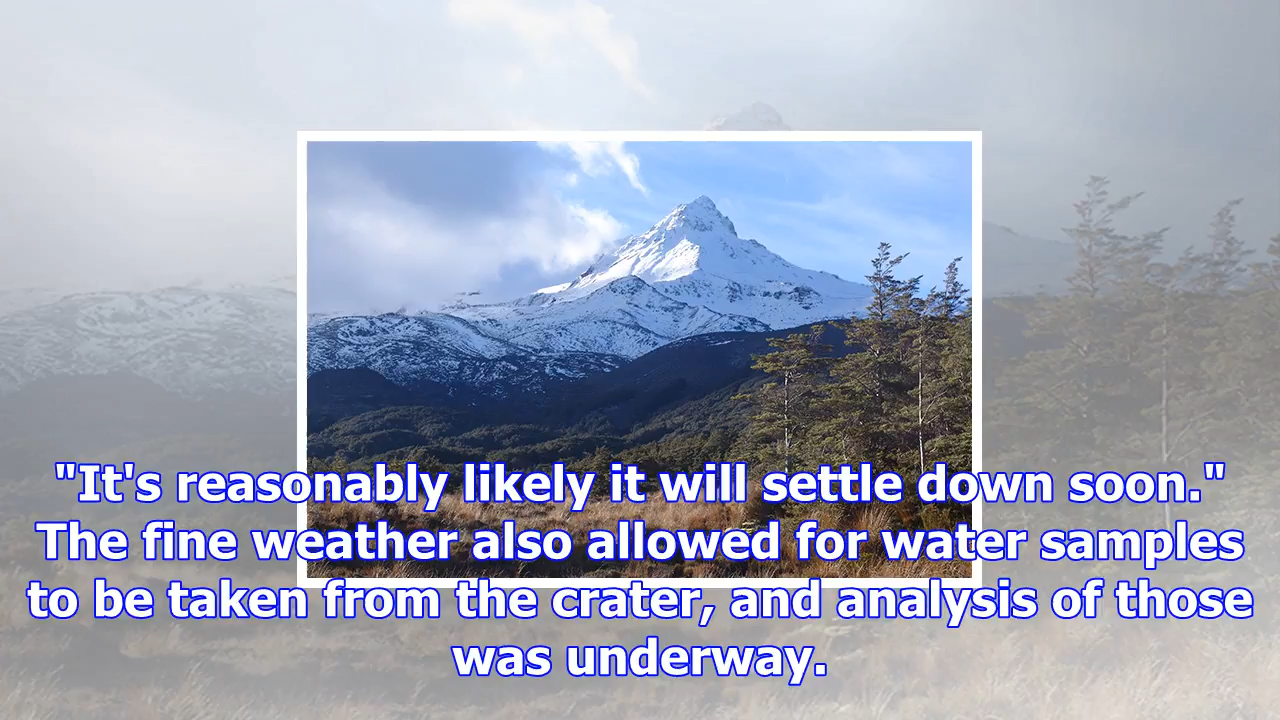 "It's reasonably likely it will settle down soon."
The fine weather also allowed for water samples
to be taken from the crater, and analysis of those
was underway.